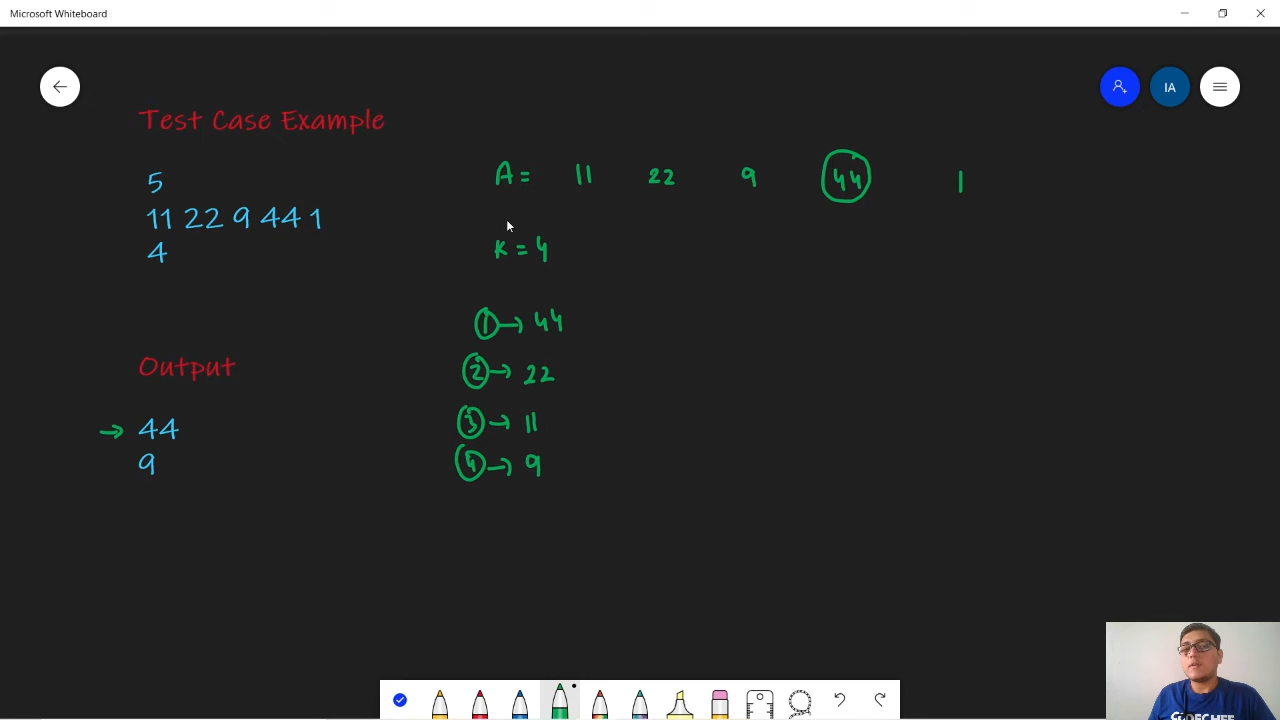 Microsoft Whiteboard
IA
Test Case Example
5
11 22 9 44 1
4
Output
→ 44
9
A = 11 22 9 44 1
K = 4
1 → 44
2 → 22
3 → 11
4 → 9